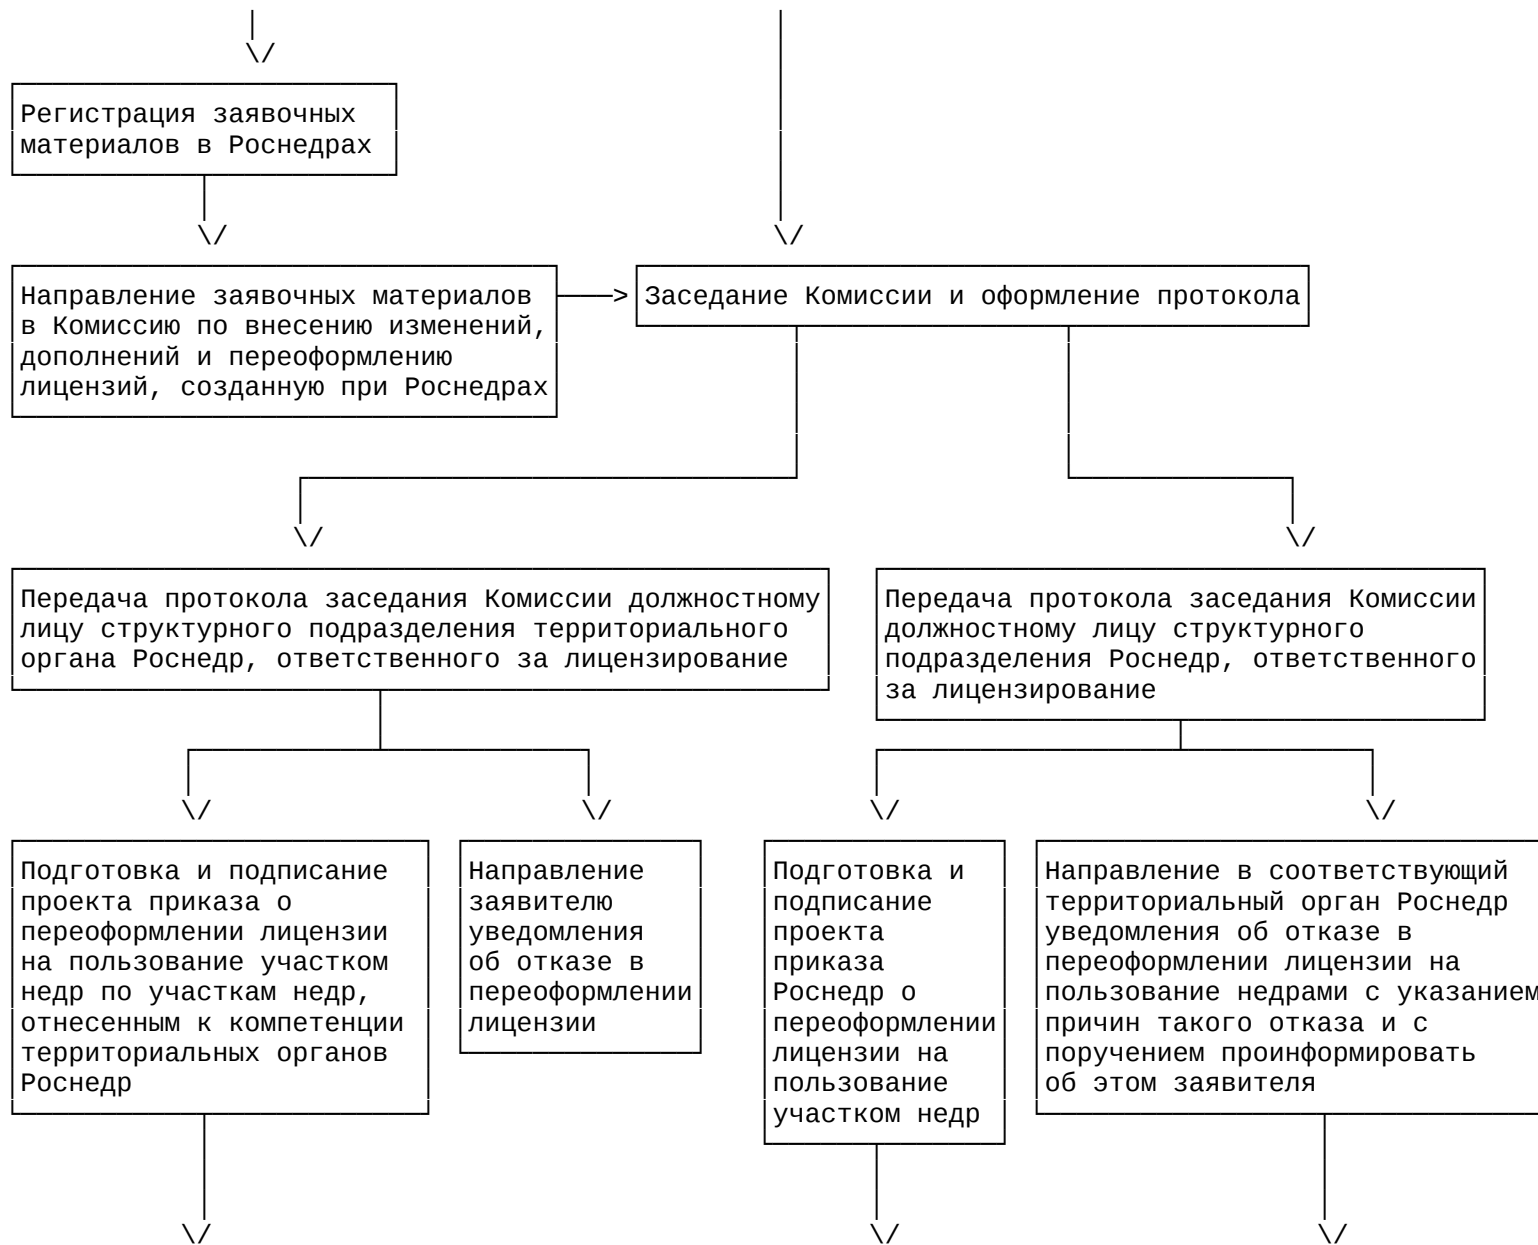 Регистрация заявочных
материалов в Роснедрах
Направление заявочных материалов
в Комиссию по внесению изменений,
дополнений и переоформлению
лицензий, созданную при Роснедрах
Заседание Комиссии и оформление протокола
Передача протокола заседания Комиссии должностному
лицу структурного подразделения территориального
органа Роснедр, ответственного за лицензирование
Передача протокола заседания Комиссии
должностному лицу структурного
подразделения Роснедр, ответственного
за лицензирование
Подготовка и подписание
проекта приказа о
переоформлении лицензии
на пользование участком
недр по участкам недр,
отнесенным к компетенции
территориальных органов
Роснедр
Направление
заявителю
уведомления
об отказе в
переоформлении
лицензии
Подготовка и
подписание
проекта
приказа
Роснедр о
переоформлении
лицензии на
пользование
участком недр
Направление в соответствующий
территориальный орган Роснедр
уведомления об отказе в
переоформлении лицензии на
пользование недрами с указанием
причин такого отказа и с
поручением проинформировать
об этом заявителя